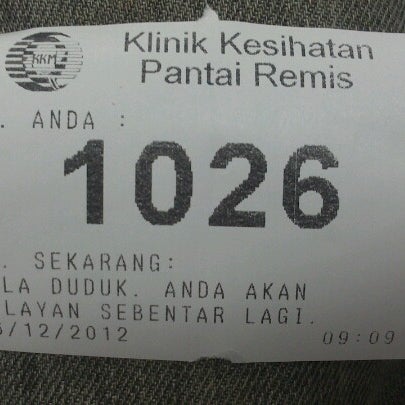 KKM
Klinik Kesihatan
Pantai Remis
. ANDA :
1026
. SEKARANG:
LA DUDUK. ANDA AKAN
LAYAN SEBENTAR LAGI.
/12/2012 09:09